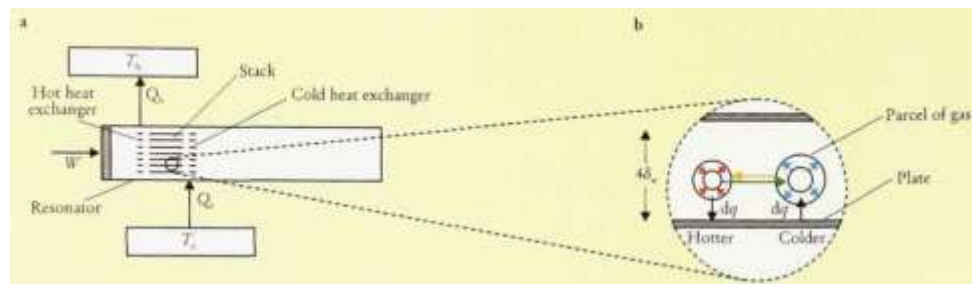 a
b
T_h
Stack
Hot heat
exchanger
Q_h
Cold heat exchanger
W
Resonator
Q_c
T_c
Parcel of gas
4δ_κ
Plate
dq
dq
Hotter
Colder